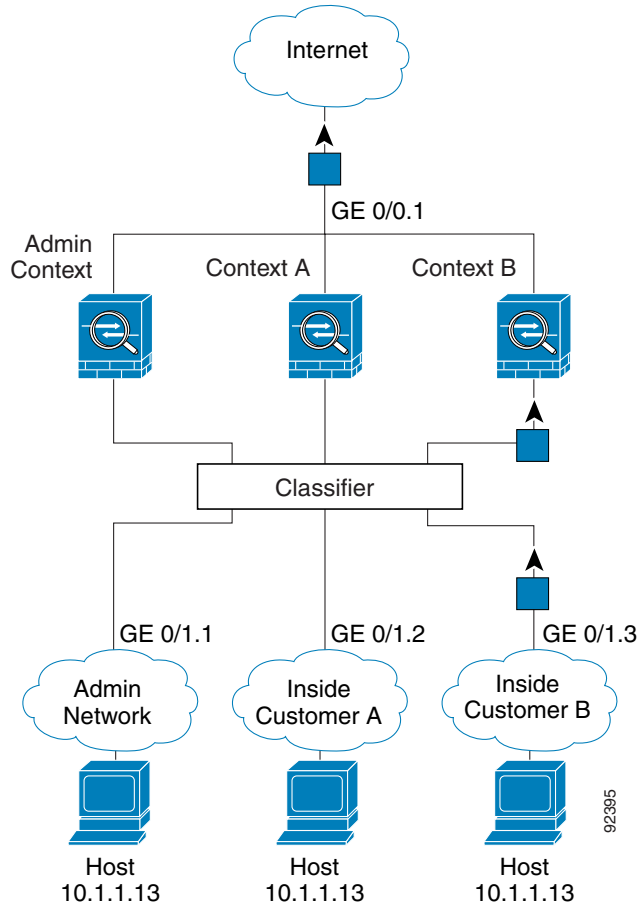 Internet
GE 0/0.1
Admin
Context
Context A
Context B
Classifier
GE 0/1.1
GE 0/1.2
GE 0/1.3
Admin
Network
Inside
Customer A
Inside
Customer B
Host
10.1.1.13
Host
10.1.1.13
Host
10.1.1.13
92395